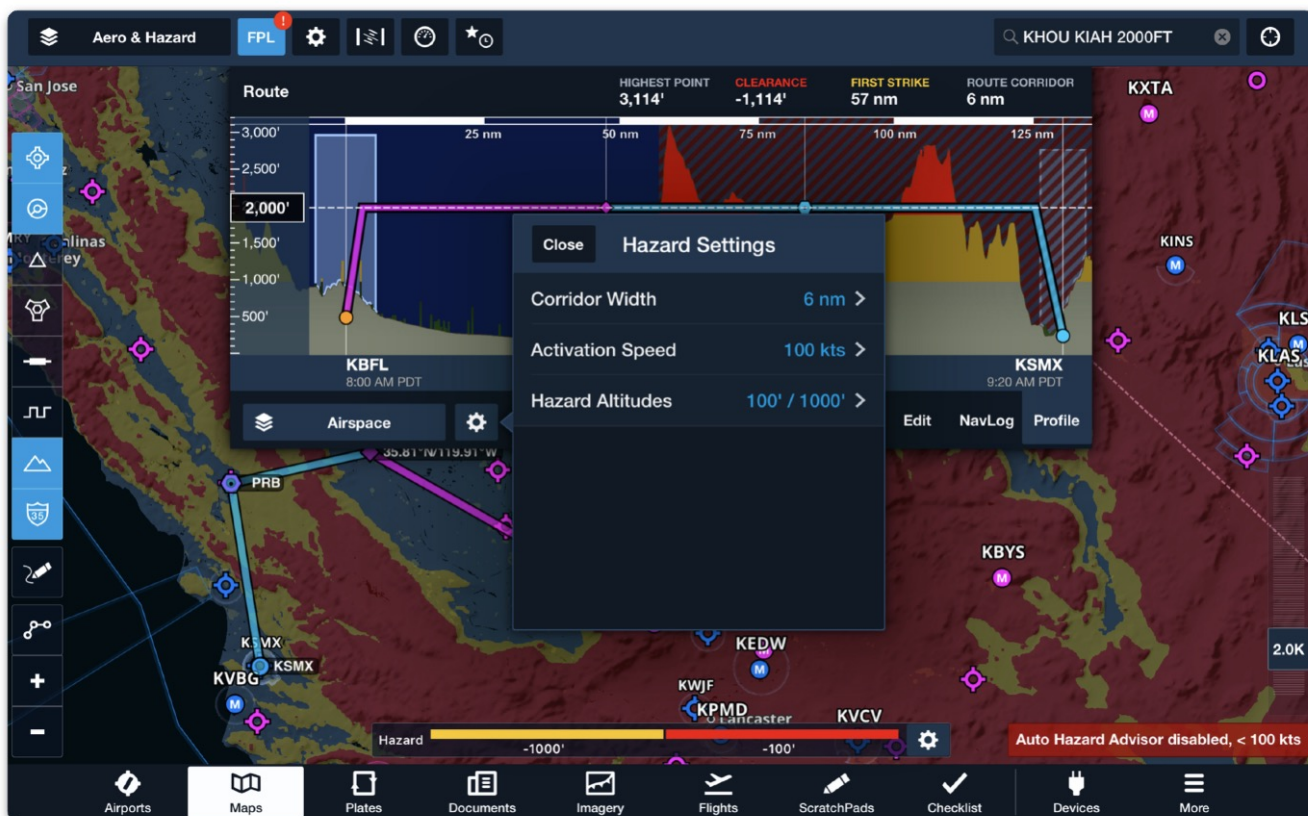 Aero & Hazard
FPL
!
KHOU KIAH 2000FT
San Jose
Route
HIGHEST POINT
3,114'
CLEARANCE
-1,114'
FIRST STRIKE
57 nm
ROUTE CORRIDOR
6 nm
KXTA
M
3,000'
25 nm
50 nm
75 nm
100 nm
125 nm
2,500'
2,000'
1,500'
1,000'
500'
Close
Hazard Settings
Corridor Width
6 nm
Activation Speed
100 kts
Hazard Altitudes
100' / 1000'
KINS
M
KLAS
KBFL
8:00 AM PDT
KSMX
9:20 AM PDT
Airspace
Edit
NavLog
Profile
35.81°N/119.91°W
PRB
35
KBYS
M
KSMX
KSMX
KVBG
M
KEDW
M
M
KWJF
KPMD
Lancaster
KVCV
2.0K
Hazard
-1000'
-100'
Auto Hazard Advisor disabled, < 100 kts
Airports
Maps
Plates
Documents
Imagery
Flights
ScratchPads
Checklist
Devices
More